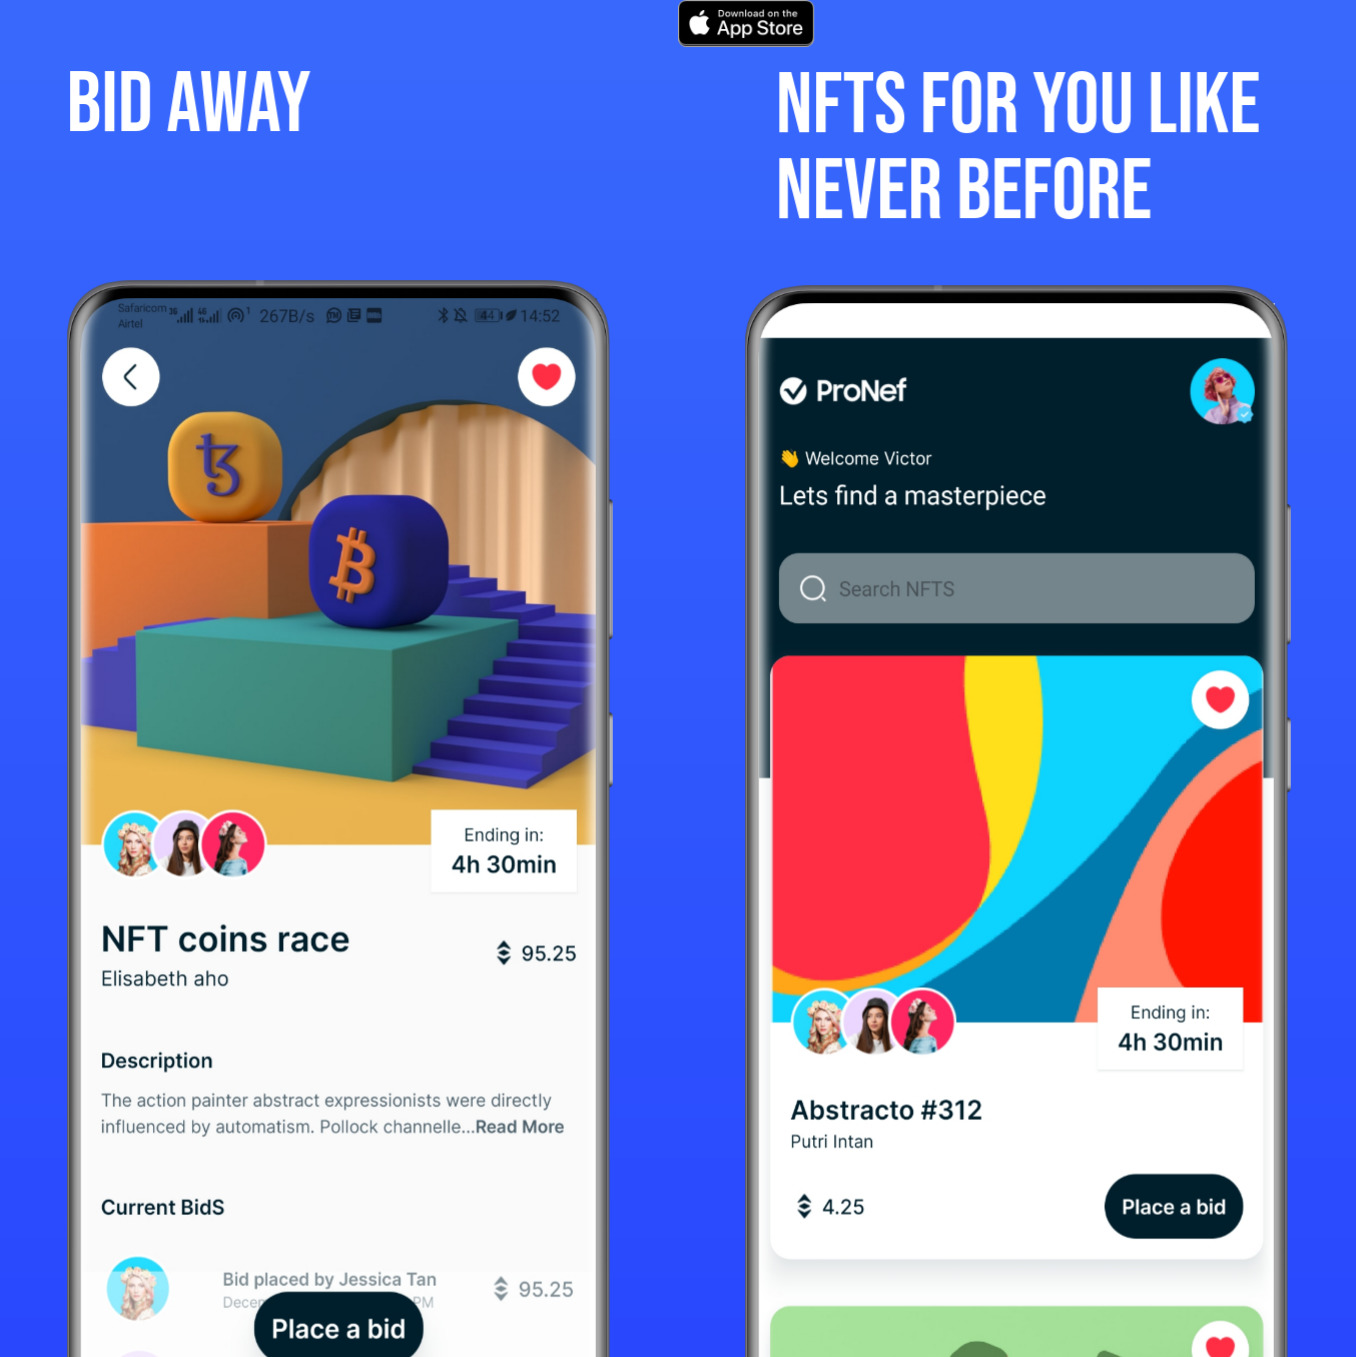 Download on the
App Store
BID AWAY
NFTS FOR YOU LIKE
NEVER BEFORE
Safaricom
Airtel
267B/s
44
14:52
Ending in:
4h 30min
NFT coins race
95.25
Elisabeth aho
Description
The action painter abstract expressionists were directly
influenced by automatism. Pollock channelle...Read More
Current BidS
Bid placed by Jessica Tan
95.25
PM
Place a bid
ProNef
👋 Welcome Victor
Lets find a masterpiece
Search NFTS
Ending in:
4h 30min
Abstracto #312
Putri Intan
4.25
Place a bid